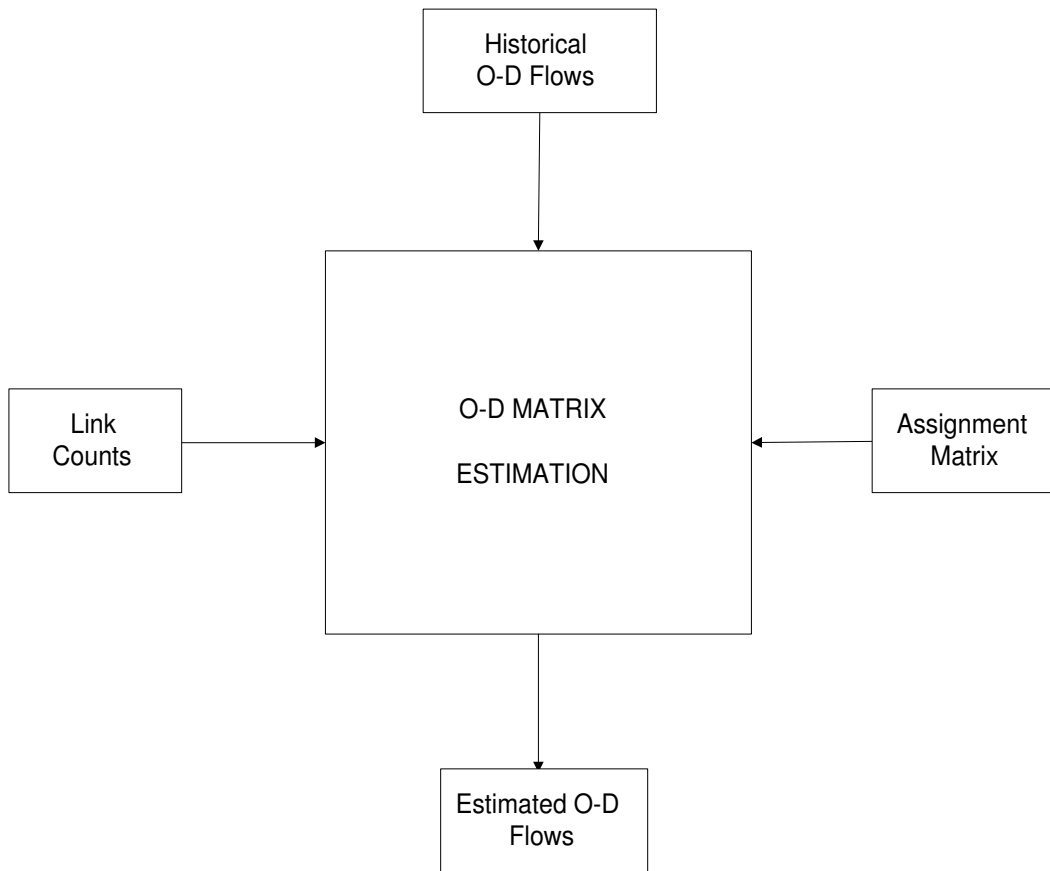 Historical
O-D Flows
O-D MATRIX
ESTIMATION
Link
Counts
Assignment
Matrix
Estimated O-D
Flows